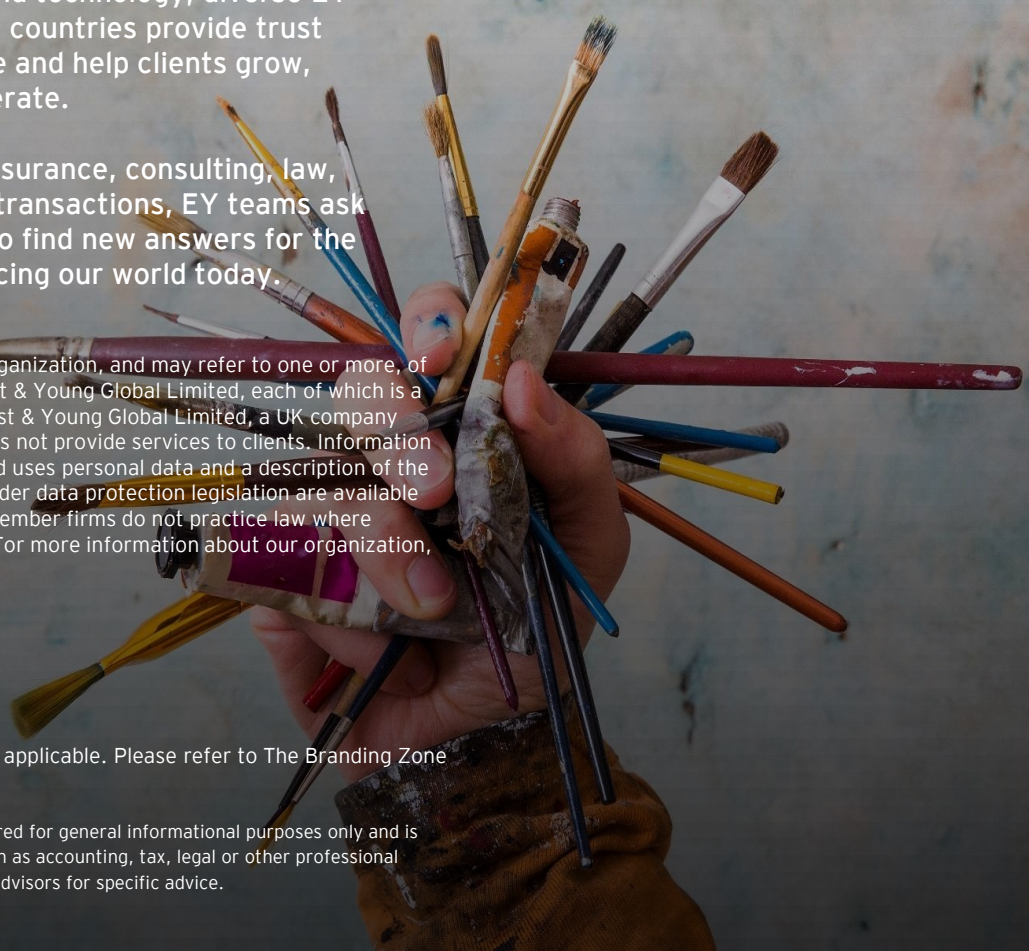 countries provide trust
and help clients grow,
erate.
surance, consulting, law,
transactions, EY teams ask
o find new answers for the
cing our world today.
ganization, and may refer to one or more, of
t & Young Global Limited, each of which is a
st & Young Global Limited, a UK company
s not provide services to clients. Information
d uses personal data and a description of the
der data protection legislation are available
ember firms do not practice law where
For more information about our organization,
applicable. Please refer to The Branding Zone
red for general informational purposes only and is
n as accounting, tax, legal or other professional
dvisors for specific advice.